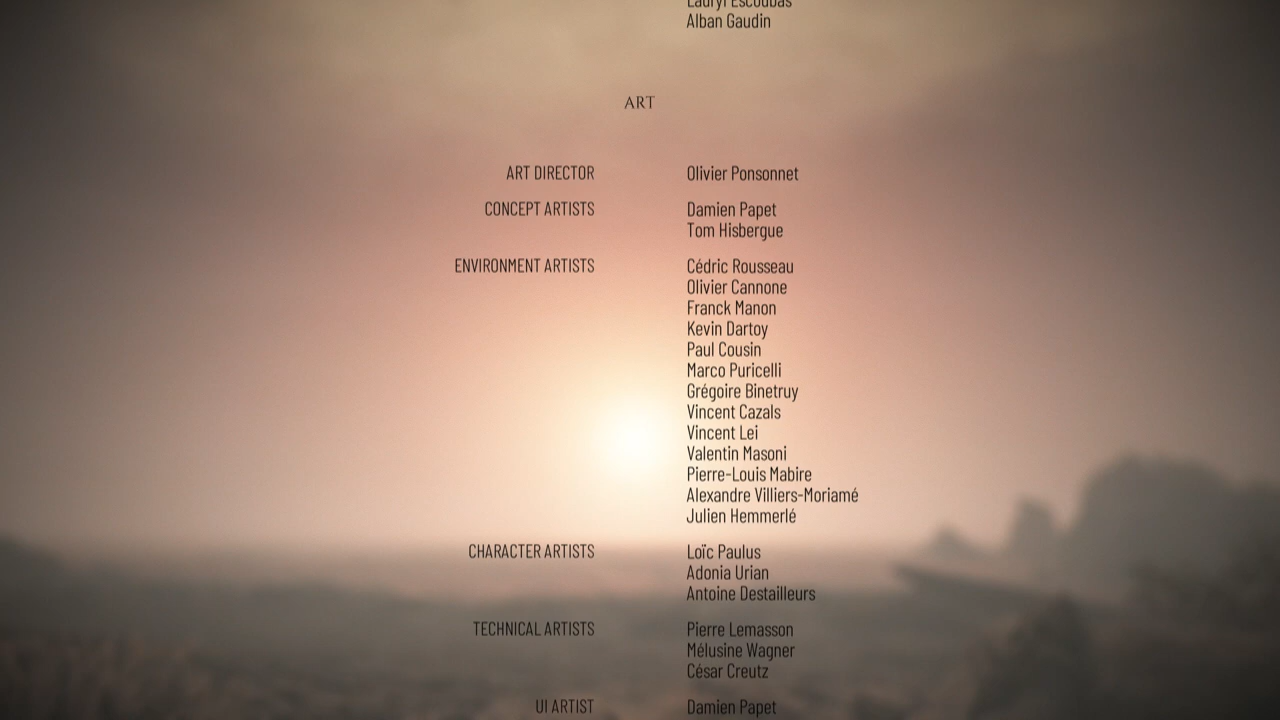 Lauryl Escoubas
Alban Gaudin
ART
ART DIRECTOR Olivier Ponsonnet
CONCEPT ARTISTS Damien Papet
Tom Hisbergue
ENVIRONMENT ARTISTS Cédric Rousseau
Olivier Cannone
Franck Manon
Kevin Dartoy
Paul Cousin
Marco Puricelli
Grégoire Binetruy
Vincent Cazals
Vincent Lei
Valentin Masoni
Pierre-Louis Mabire
Alexandre Villiers-Moriamé
Julien Hemmerlé
CHARACTER ARTISTS Loïc Paulus
Adonia Urian
Antoine Destailleurs
TECHNICAL ARTISTS Pierre Lemasson
Mélusine Wagner
César Creutz
UI ARTIST Damien Papet